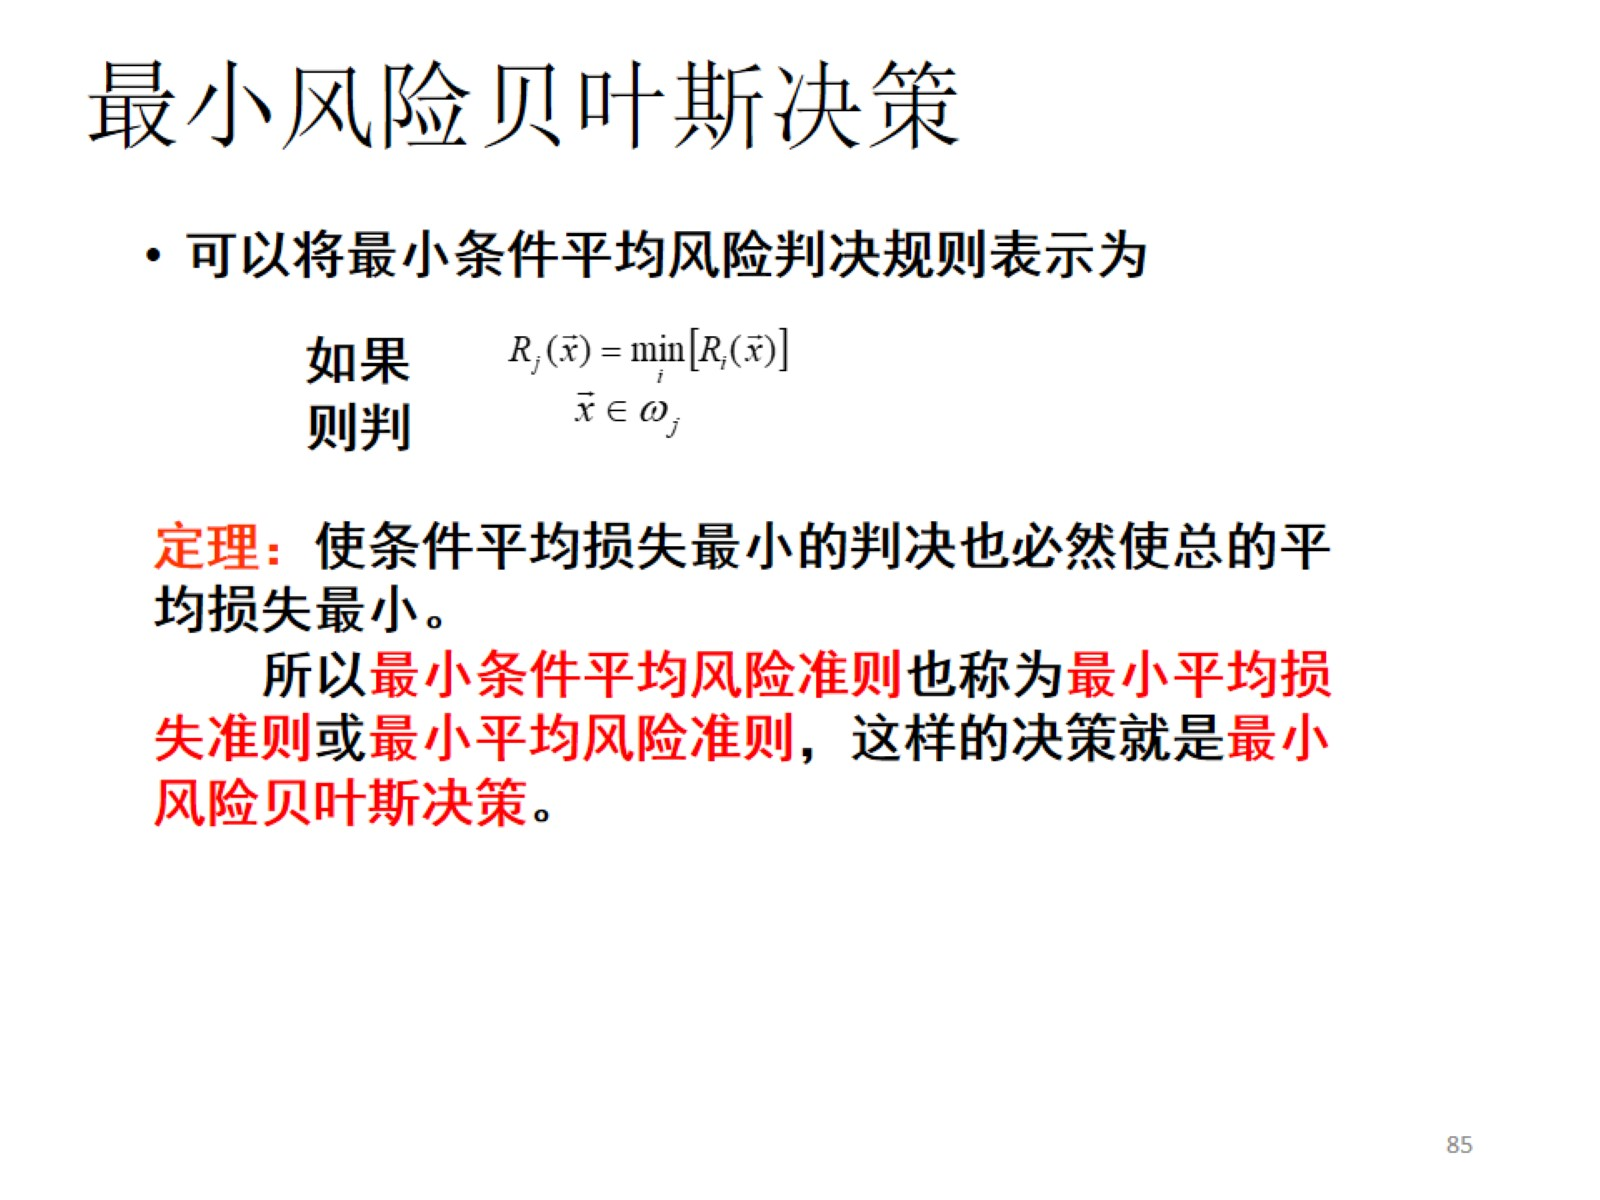 最小风险贝叶斯决策
• 可以将最小条件平均风险判决规则表示为
如果 R_j(x⃗) = min_i[R_i(x⃗)]
则判 x⃗ ∈ ω_j
定理：使条件平均损失最小的判决也必然使总的平
均损失最小。
所以最小条件平均风险准则也称为最小平均损
失准则或最小平均风险准则，这样的决策就是最小
风险贝叶斯决策。
85